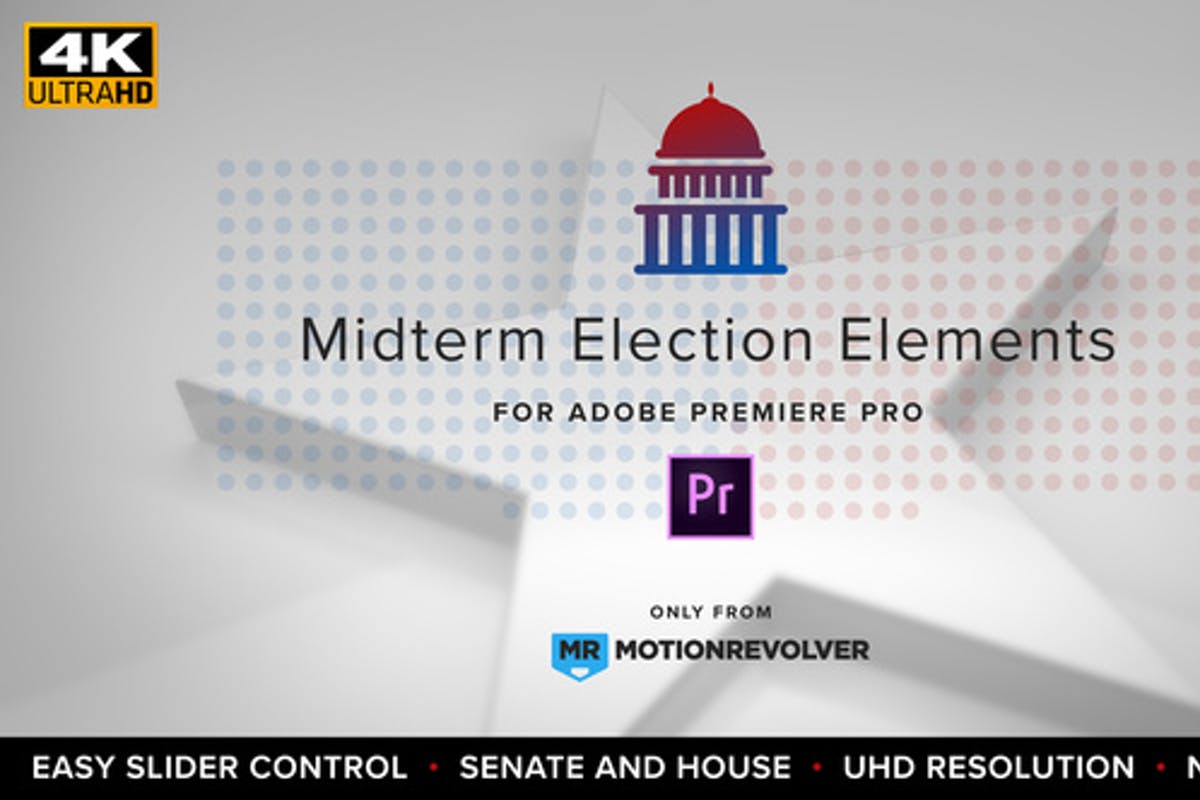 4K
ULTRAHD
Midterm Election Elements
FOR ADOBE PREMIERE PRO
Pr
ONLY FROM
MR MOTIONREVOLVER
EASY SLIDER CONTROL • SENATE AND HOUSE • UHD RESOLUTION •